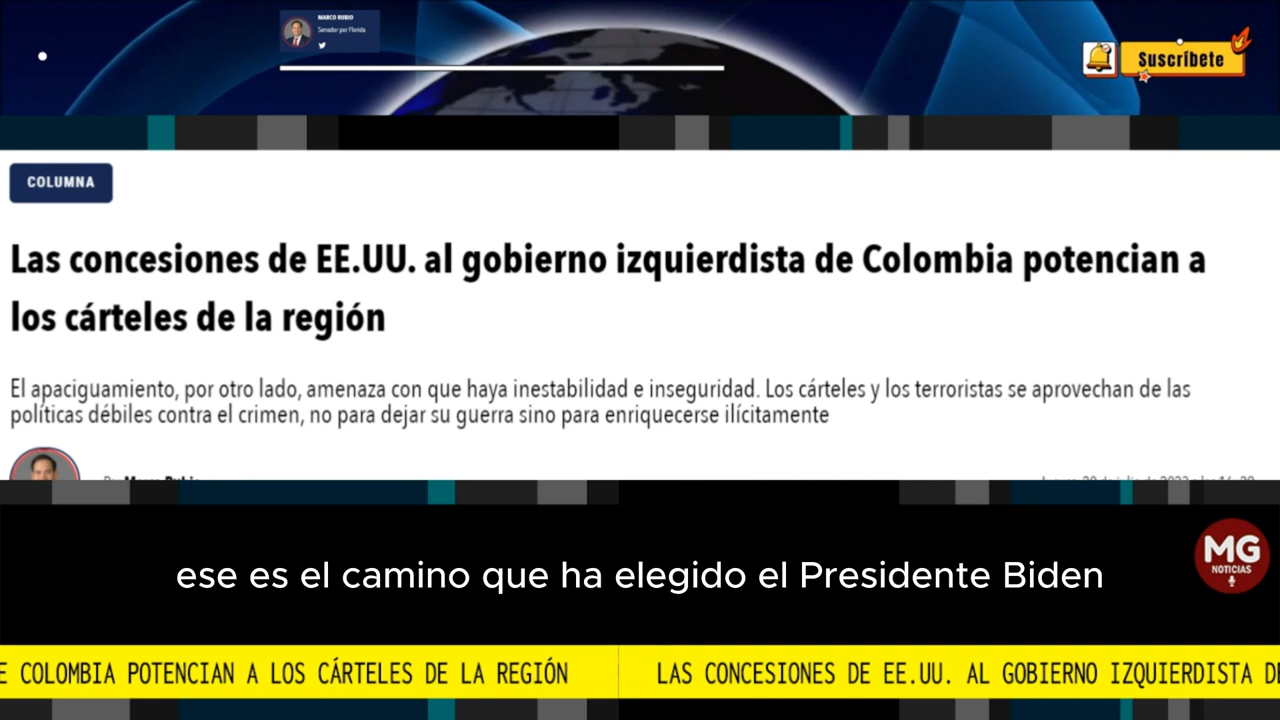 MARCO RUBIO
Senador por Florida
Suscríbete
COLUMNA
Las concesiones de EE.UU. al gobierno izquierdista de Colombia potencian a
los cárteles de la región
El apaciguamiento, por otro lado, amenaza con que haya inestabilidad e inseguridad. Los cárteles y los terroristas se aprovechan de las
políticas débiles contra el crimen, no para dejar su guerra sino para enriquecerse ilícitamente
ese es el camino que ha elegido el Presidente Biden
MG
NOTICIAS
E COLOMBIA POTENCIAN A LOS CÁRTELES DE LA REGIÓN
LAS CONCESIONES DE EE.UU. AL GOBIERNO IZQUIERDISTA DE